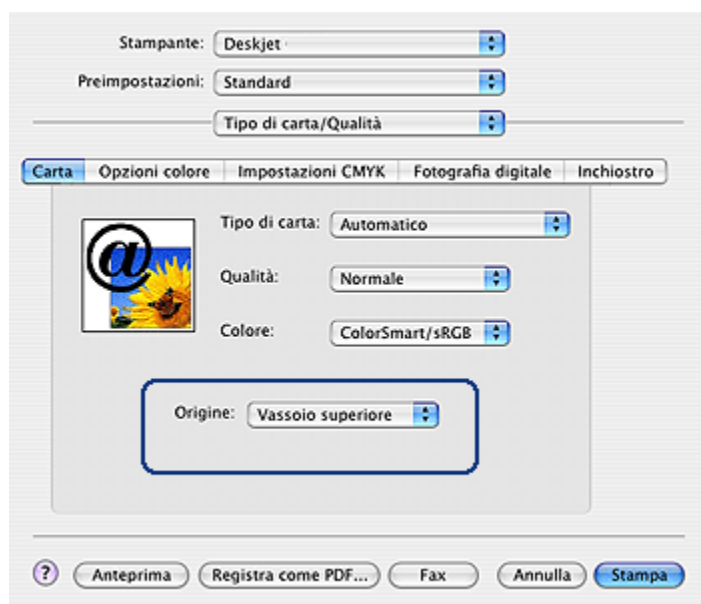 Stampante: Deskjet
Preimpostazioni: Standard
Tipo di carta/Qualità
Carta Opzioni colore Impostazioni CMYK Fotografia digitale Inchiostro
Tipo di carta: Automatico
@
Qualità: Normale
Colore: ColorSmart/sRGB
Origine: Vassoio superiore
? Anteprima Registra come PDF... Fax Annulla Stampa